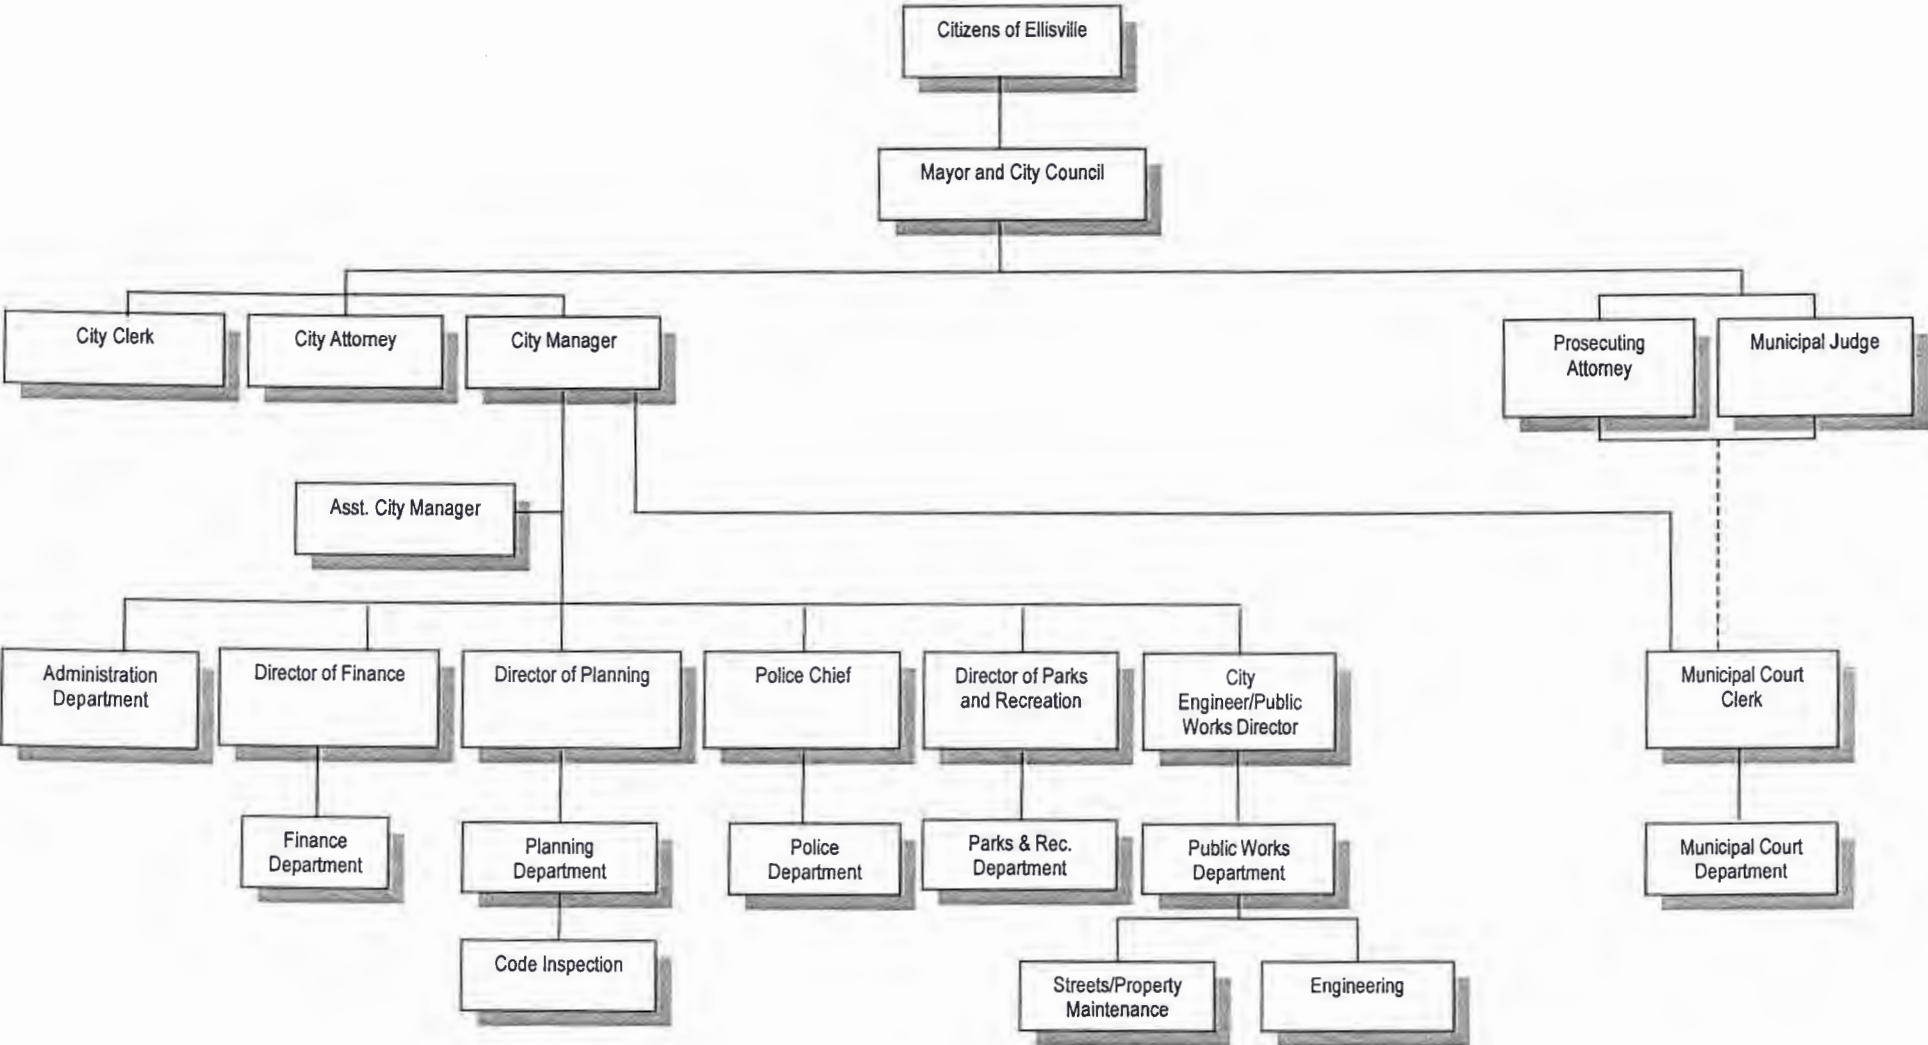 Citizens of Ellisville
Mayor and City Council
City Clerk
City Attorney
City Manager
Prosecuting
Attorney
Municipal Judge
Asst. City Manager
Administration
Department
Director of Finance
Director of Planning
Police Chief
Director of Parks
and Recreation
City
Engineer/Public
Works Director
Municipal Court
Clerk
Finance
Department
Planning
Department
Police
Department
Parks & Rec.
Department
Public Works
Department
Municipal Court
Department
Code Inspection
Streets/Property
Maintenance
Engineering